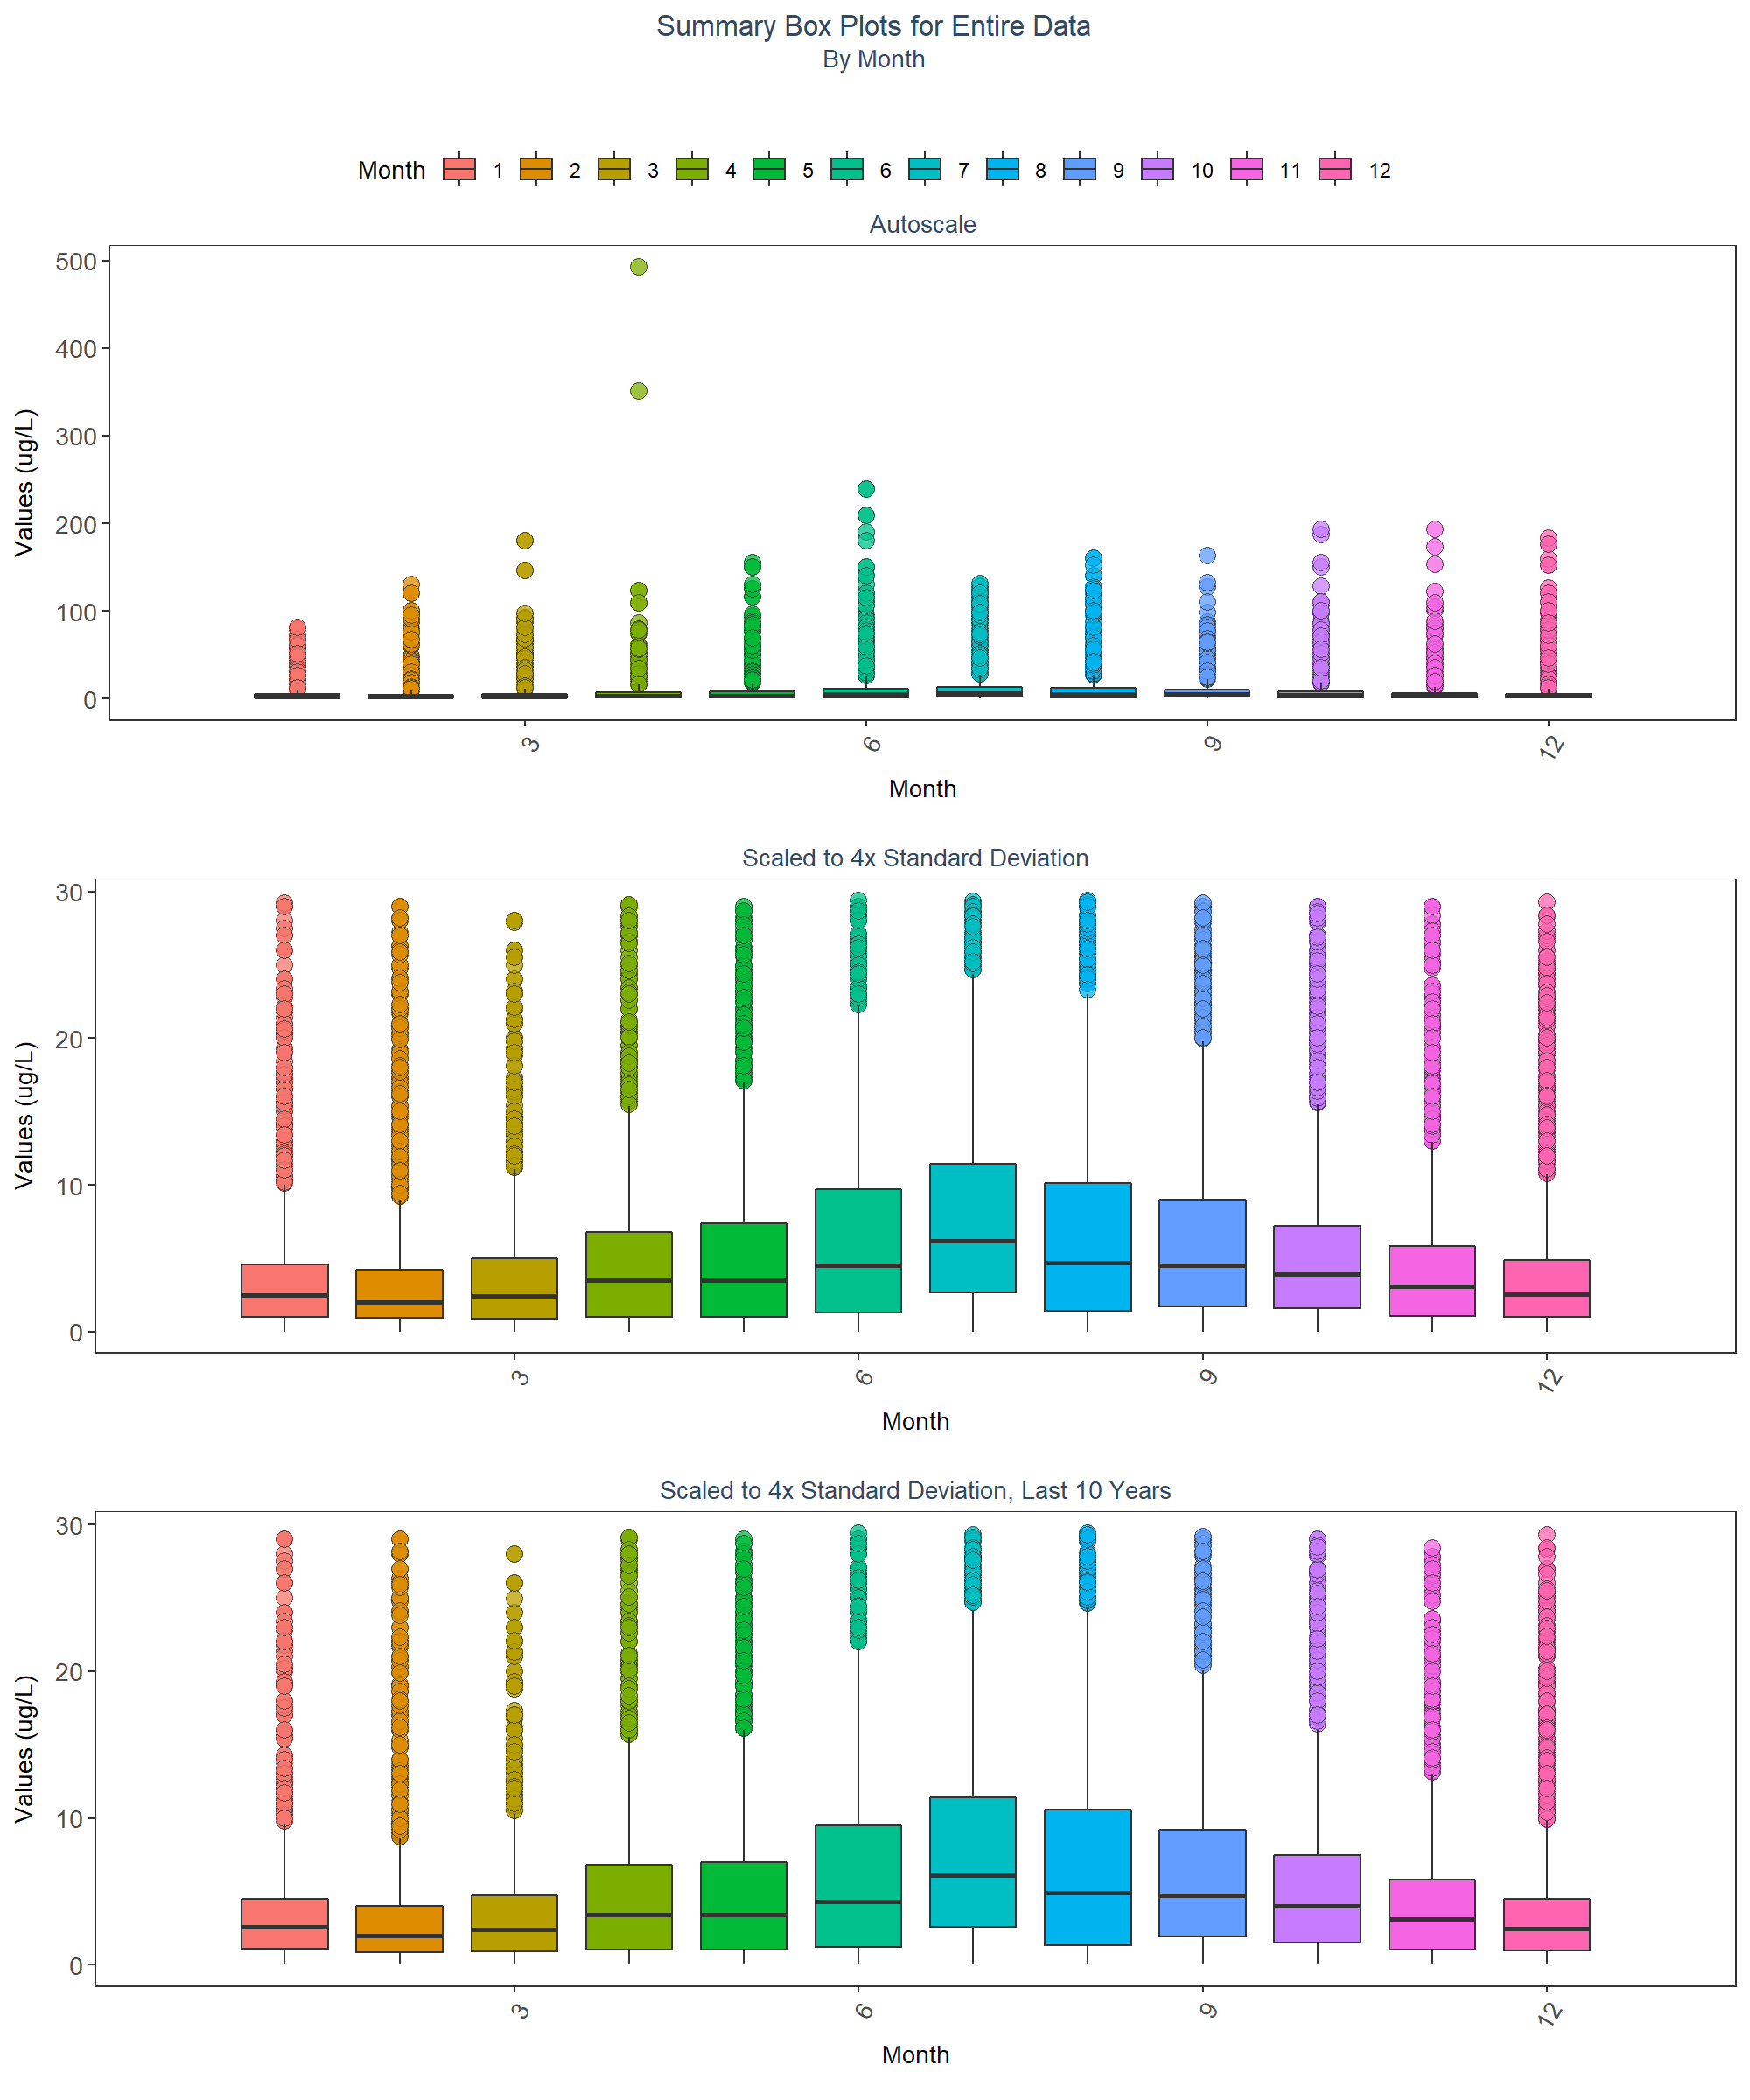 Summary Box Plots for Entire Data
By Month
Month 1 2 3 4 5 6 7 8 9 10 11 12
Autoscale
Values (ug/L)
500
400
300
200
100
0
3 6 9 12
Month
Scaled to 4x Standard Deviation
Values (ug/L)
30
20
10
0
3 6 9 12
Month
Scaled to 4x Standard Deviation, Last 10 Years
Values (ug/L)
30
20
10
0
3 6 9 12
Month